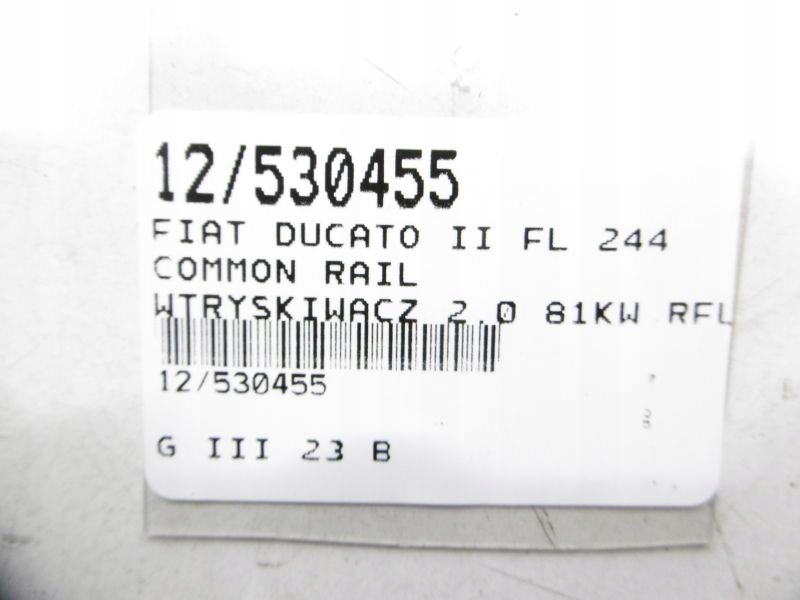 12/530455
FIAT DUCATO II FL 244
COMMON RAIL
WTRYSKIWACZ 2.0 81KW RFL
12/530455
G III 23 B